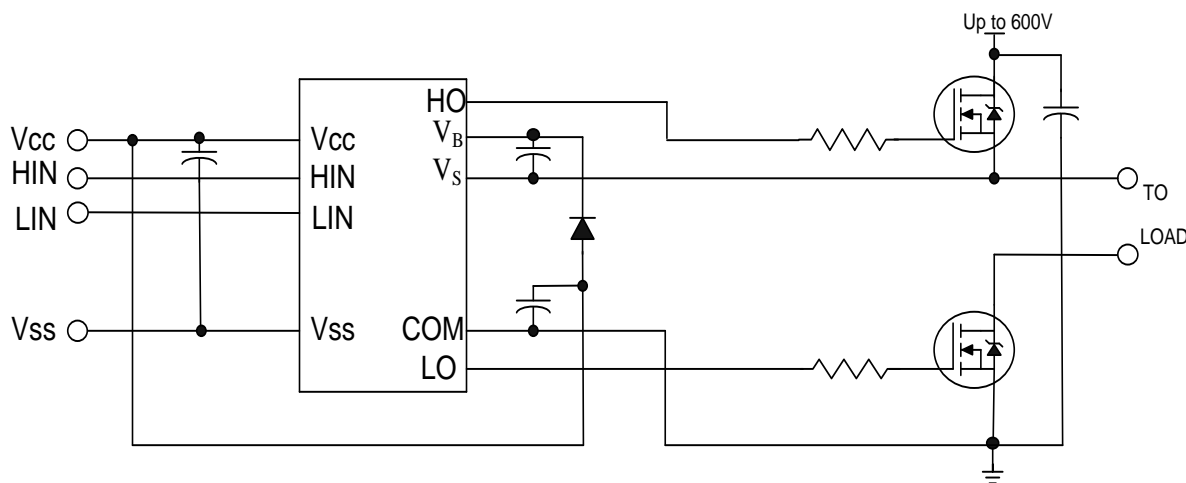 Up to 600V
HO
Vcc
Vcc
VB
HIN
HIN
VS
LIN
LIN
TO
LOAD
Vss
Vss
COM
LO